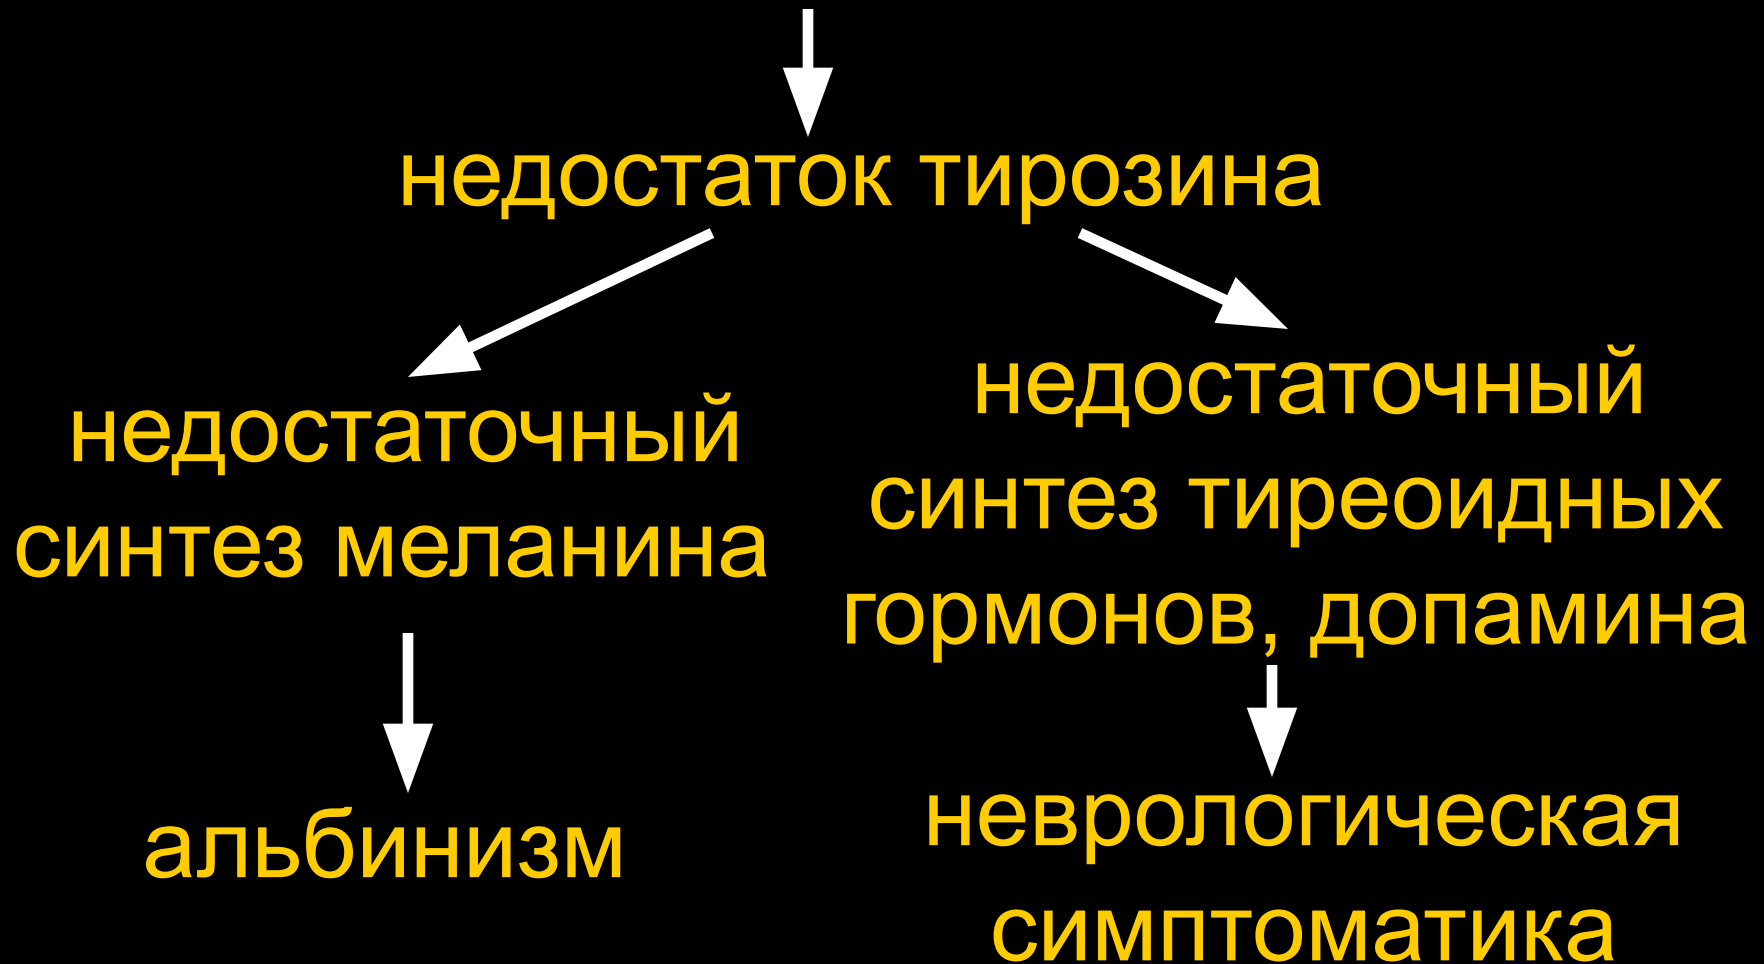 недостаток тирозина
недостаточный
синтез меланина
альбинизм
недостаточный
синтез тиреоидных
гормонов, допамина
неврологическая
симптоматика